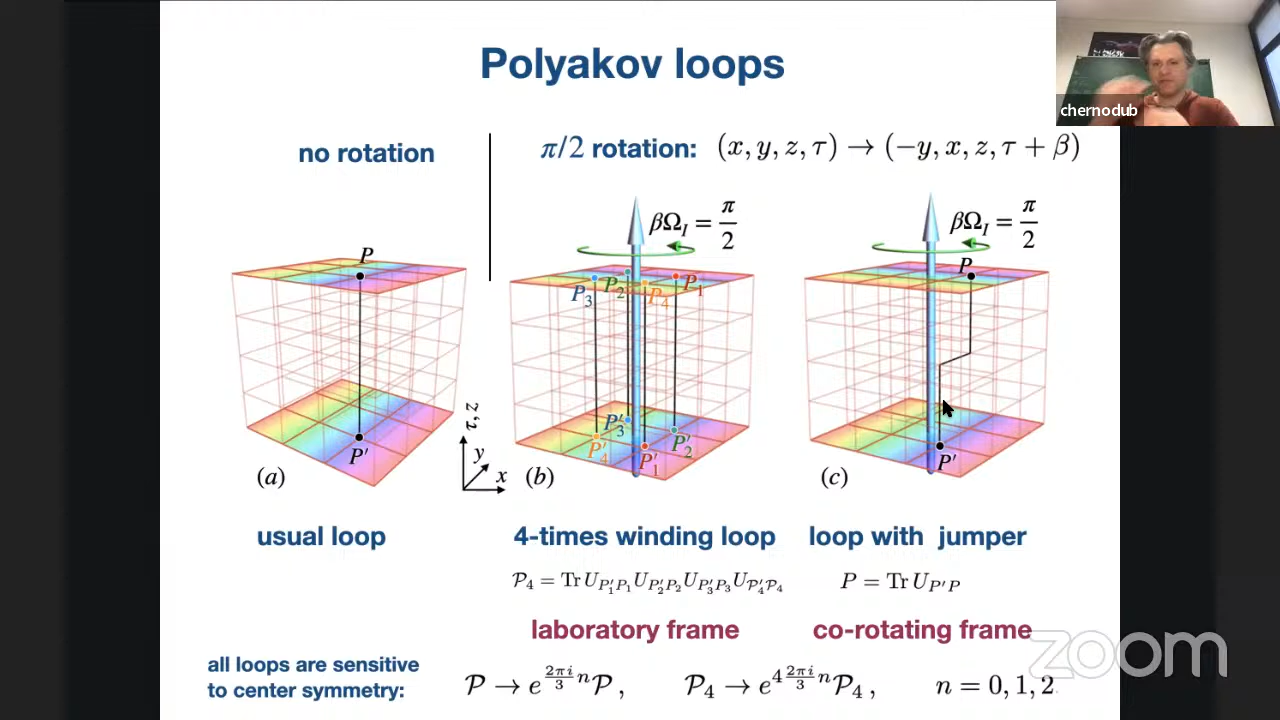 Polyakov loops
chernodub
no rotation
π/2 rotation: (x, y, z, τ) → (−y, x, z, τ + β)
βΩ_I = π/2
βΩ_I = π/2
P
P_3 P_2 P_4 P_1
P
P'
P'_4 P'_3 P'_1 P'_2
P'
τ, z
y
x
(a)
(b)
(c)
usual loop
4-times winding loop
loop with jumper
𝒫_4 = Tr U_{P'_1P_1} U_{P'_2P_2} U_{P'_3P_3} U_{𝒫'_4𝒫_4}
P = Tr U_{P'P}
laboratory frame
co-rotating frame
all loops are sensitive
to center symmetry:
𝒫 → e^{\frac{2πi}{3}n}𝒫 ,
𝒫_4 → e^{4\frac{2πi}{3}n}𝒫_4 ,
n = 0, 1, 2
zoom